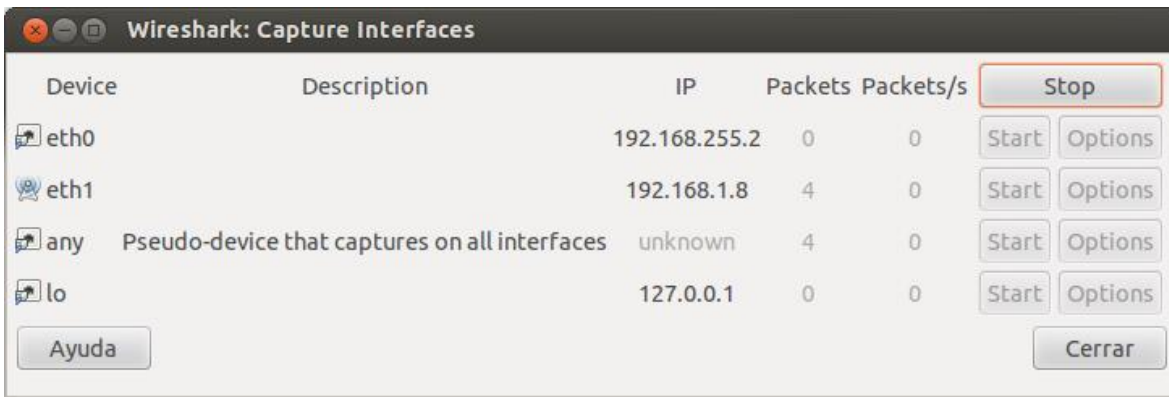 Wireshark: Capture Interfaces
Device Description IP Packets Packets/s Stop
eth0 192.168.255.2 0 0 Start Options
eth1 192.168.1.8 4 0 Start Options
any Pseudo-device that captures on all interfaces unknown 4 0 Start Options
lo 127.0.0.1 0 0 Start Options
Ayuda Cerrar